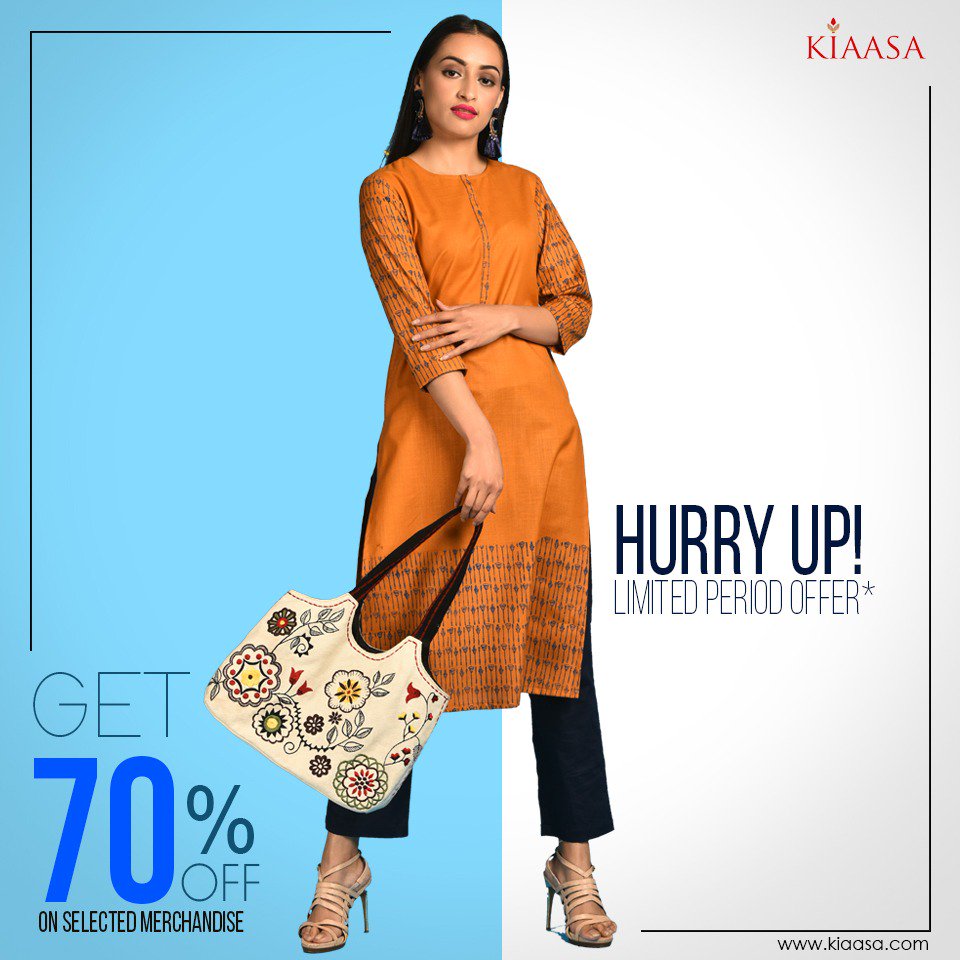 KIAASA
HURRY UP!
LIMITED PERIOD OFFER*
GET
70%
OFF
ON SELECTED MERCHANDISE
www.kiaasa.com